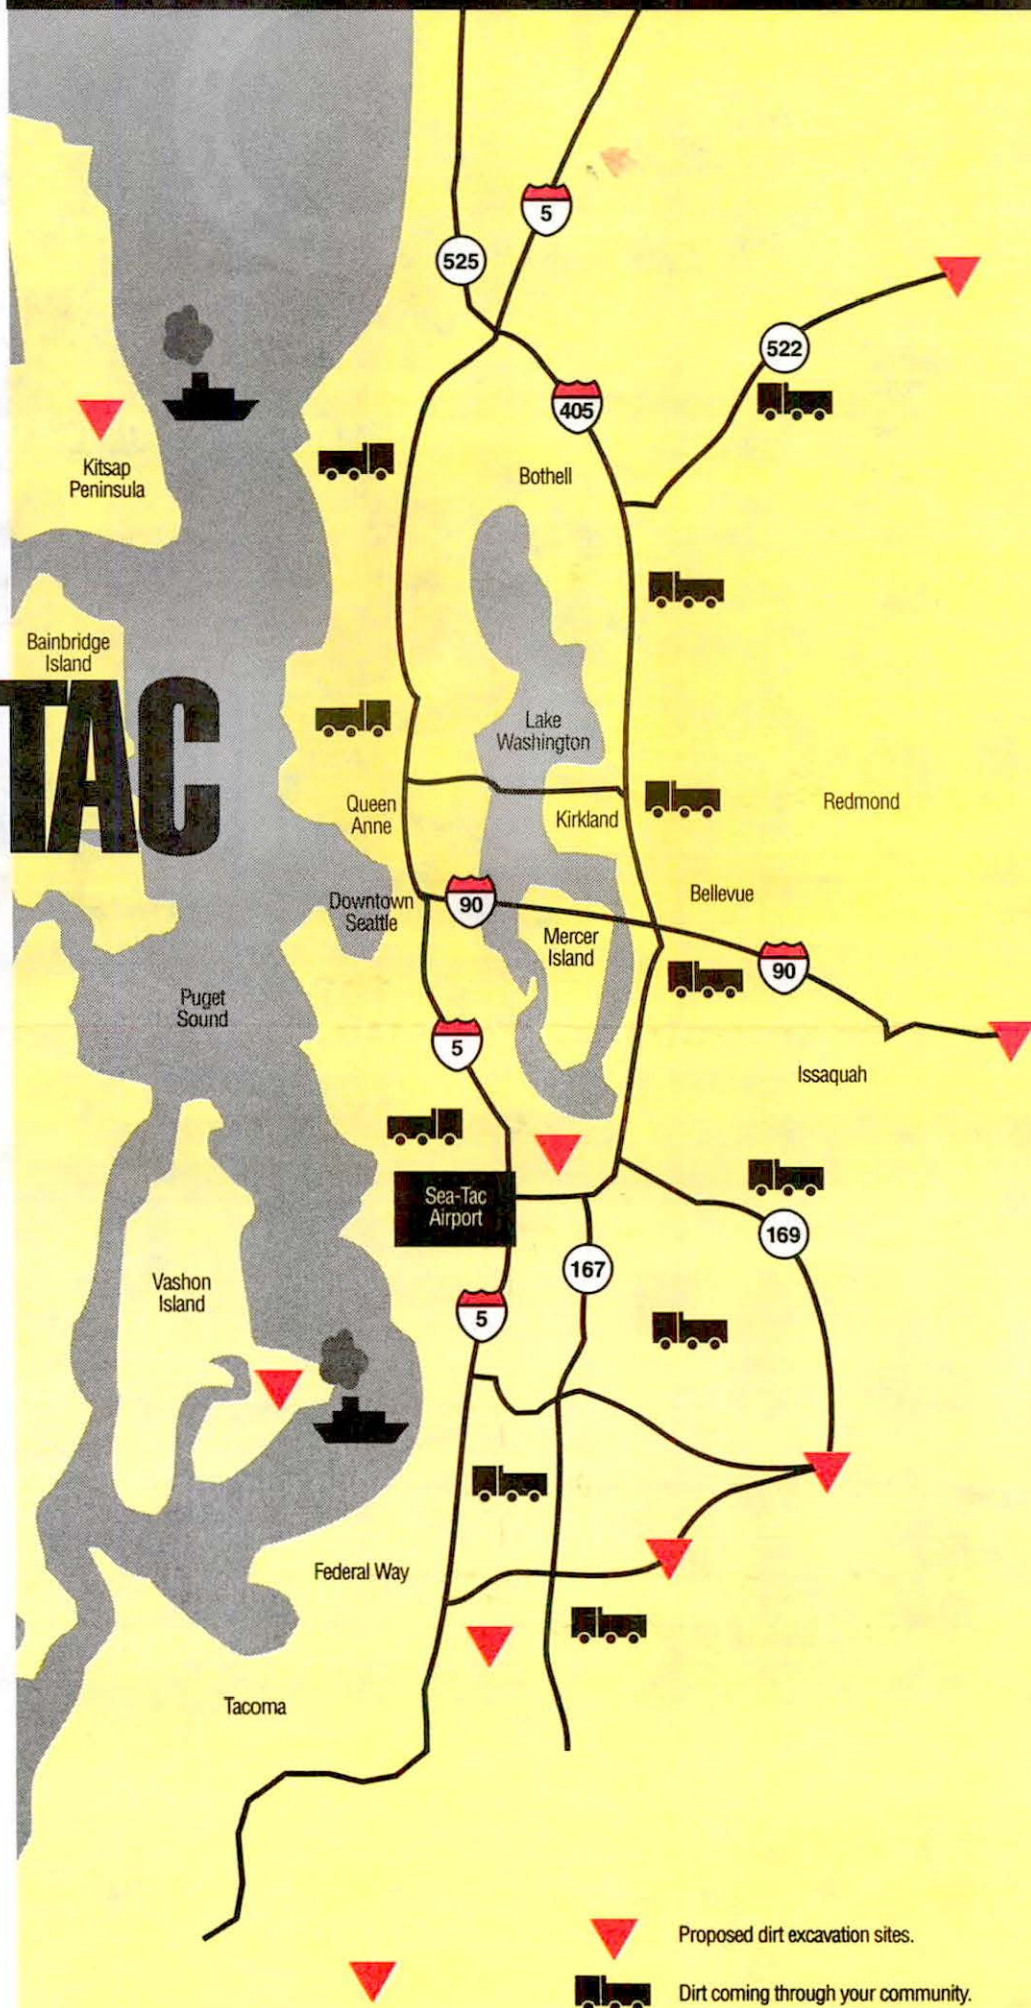 5
525
522
405
Kitsap
Peninsula
Bothell
Bainbridge
Island
TAC
Lake
Washington
Queen
Anne
Kirkland
Redmond
Downtown
Seattle
90
Bellevue
Mercer
Island
90
Puget
Sound
5
Issaquah
Sea-Tac
Airport
169
167
Vashon
Island
5
Federal Way
Tacoma
Proposed dirt excavation sites.
Dirt coming through your community.